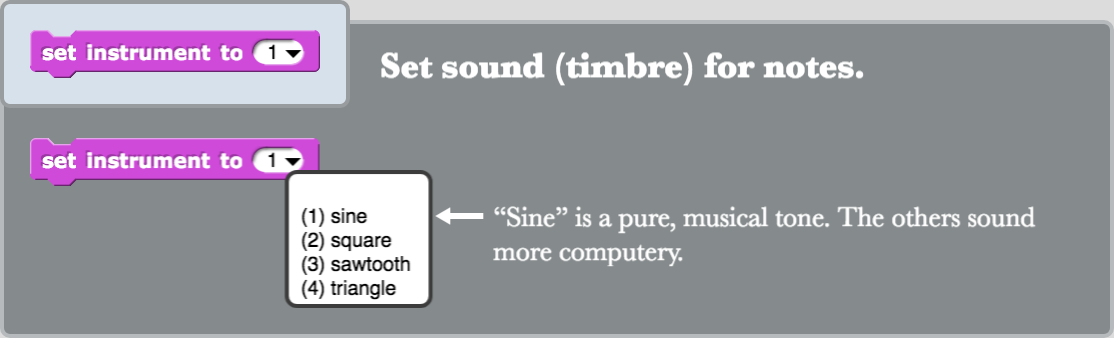 set instrument to 1
Set sound (timbre) for notes.
set instrument to 1
(1) sine
(2) square
(3) sawtooth
(4) triangle
“Sine” is a pure, musical tone. The others sound
more computery.